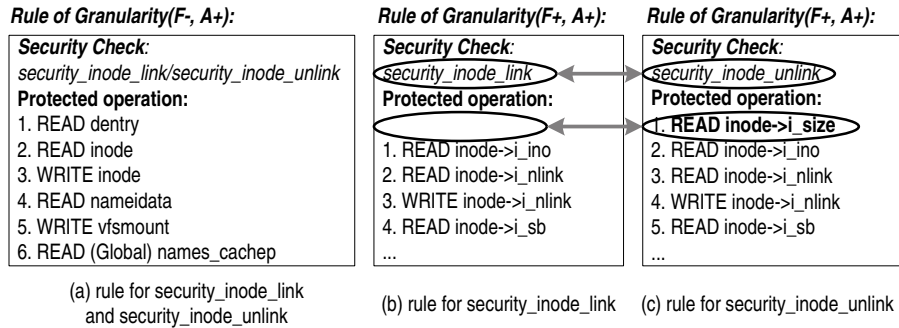 Rule of Granularity(F-, A+):
Security Check:
security_inode_link/security_inode_unlink
Protected operation:
1. READ dentry
2. READ inode
3. WRITE inode
4. READ nameidata
5. WRITE vfsmount
6. READ (Global) names_cachep
(a) rule for security_inode_link
and security_inode_unlink
Rule of Granularity(F+, A+):
Security Check:
security_inode_link
Protected operation:
1. READ inode->i_ino
2. READ inode->i_nlink
3. WRITE inode->i_nlink
4. READ inode->i_sb
...
(b) rule for security_inode_link
Rule of Granularity(F+, A+):
Security Check:
security_inode_unlink
Protected operation:
1. READ inode->i_size
2. READ inode->i_ino
3. READ inode->i_nlink
4. WRITE inode->i_nlink
5. READ inode->i_sb
...
(c) rule for security_inode_unlink